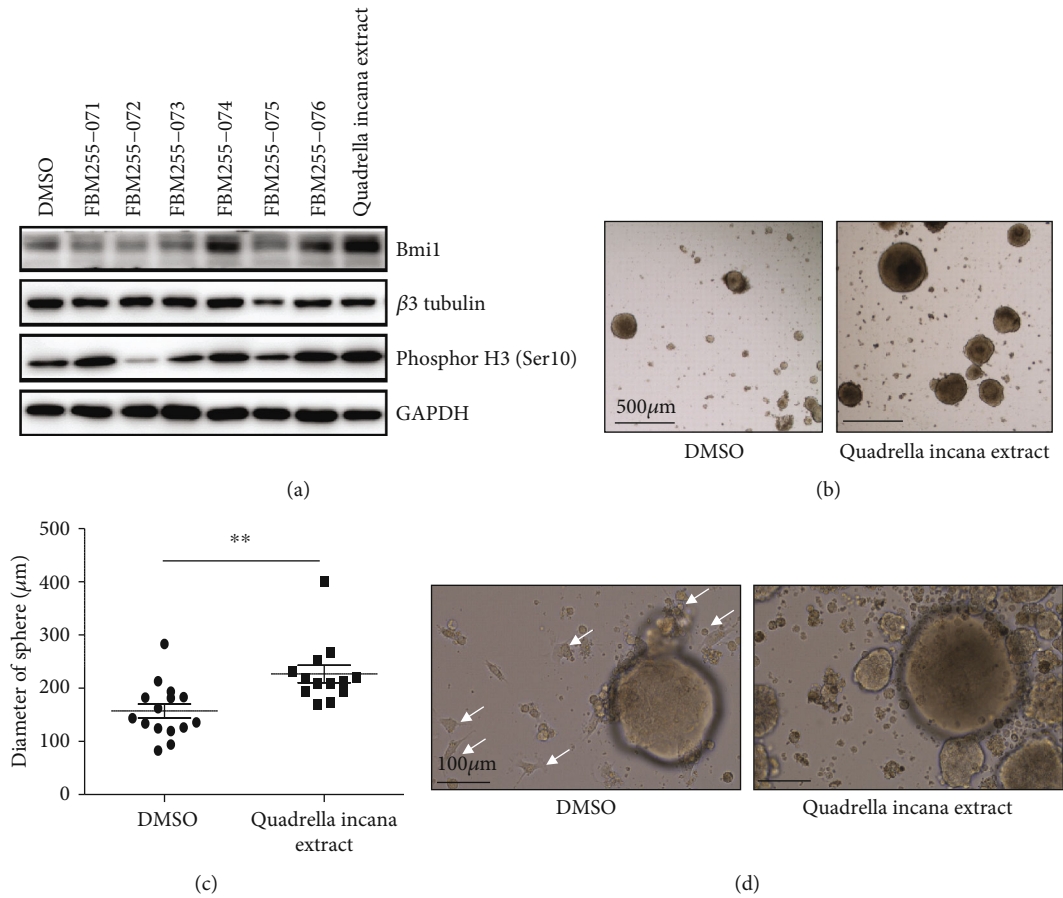 DMSO
FBM255-071
FBM255-072
FBM255-073
FBM255-074
FBM255-075
FBM255-076
Quadrella incana extract
Bmi1
β3 tubulin
Phosphor H3 (Ser10)
GAPDH
(a)
500μm
DMSO
Quadrella incana extract
(b)
Diameter of sphere (μm)
500
400
300
200
100
0
**
DMSO
Quadrella incana
extract
(c)
100μm
DMSO
Quadrella incana extract
(d)